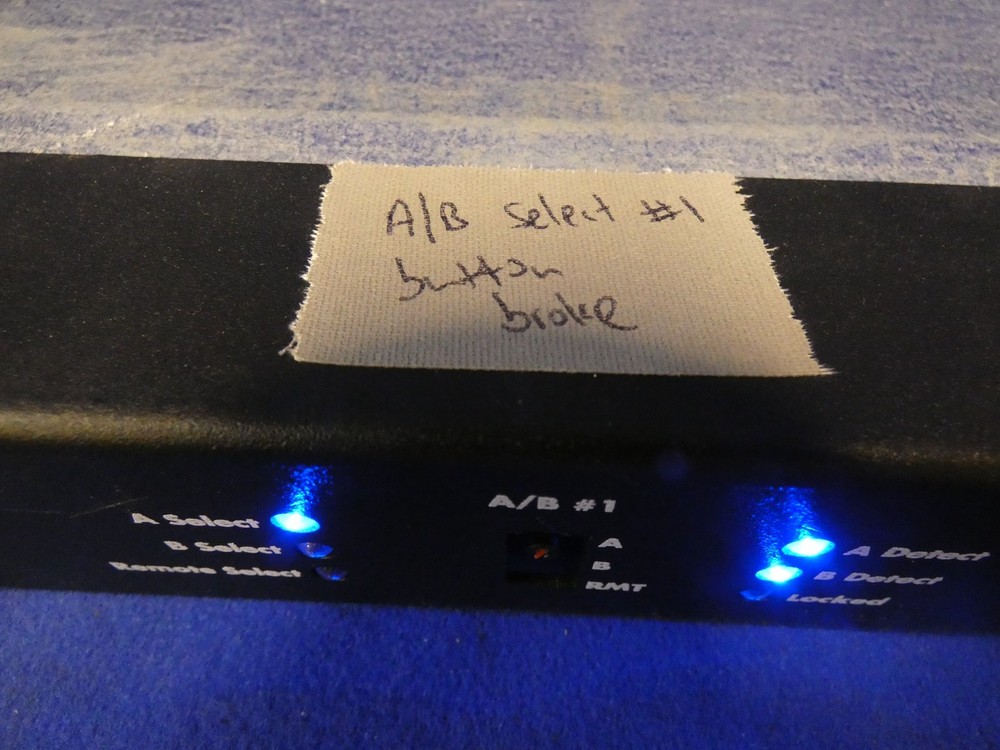 A/B Select #1
button
broke
A/B #1
A Select
B Select
Remote Select
A
B
RMT
A Detect
B Detect
Locked